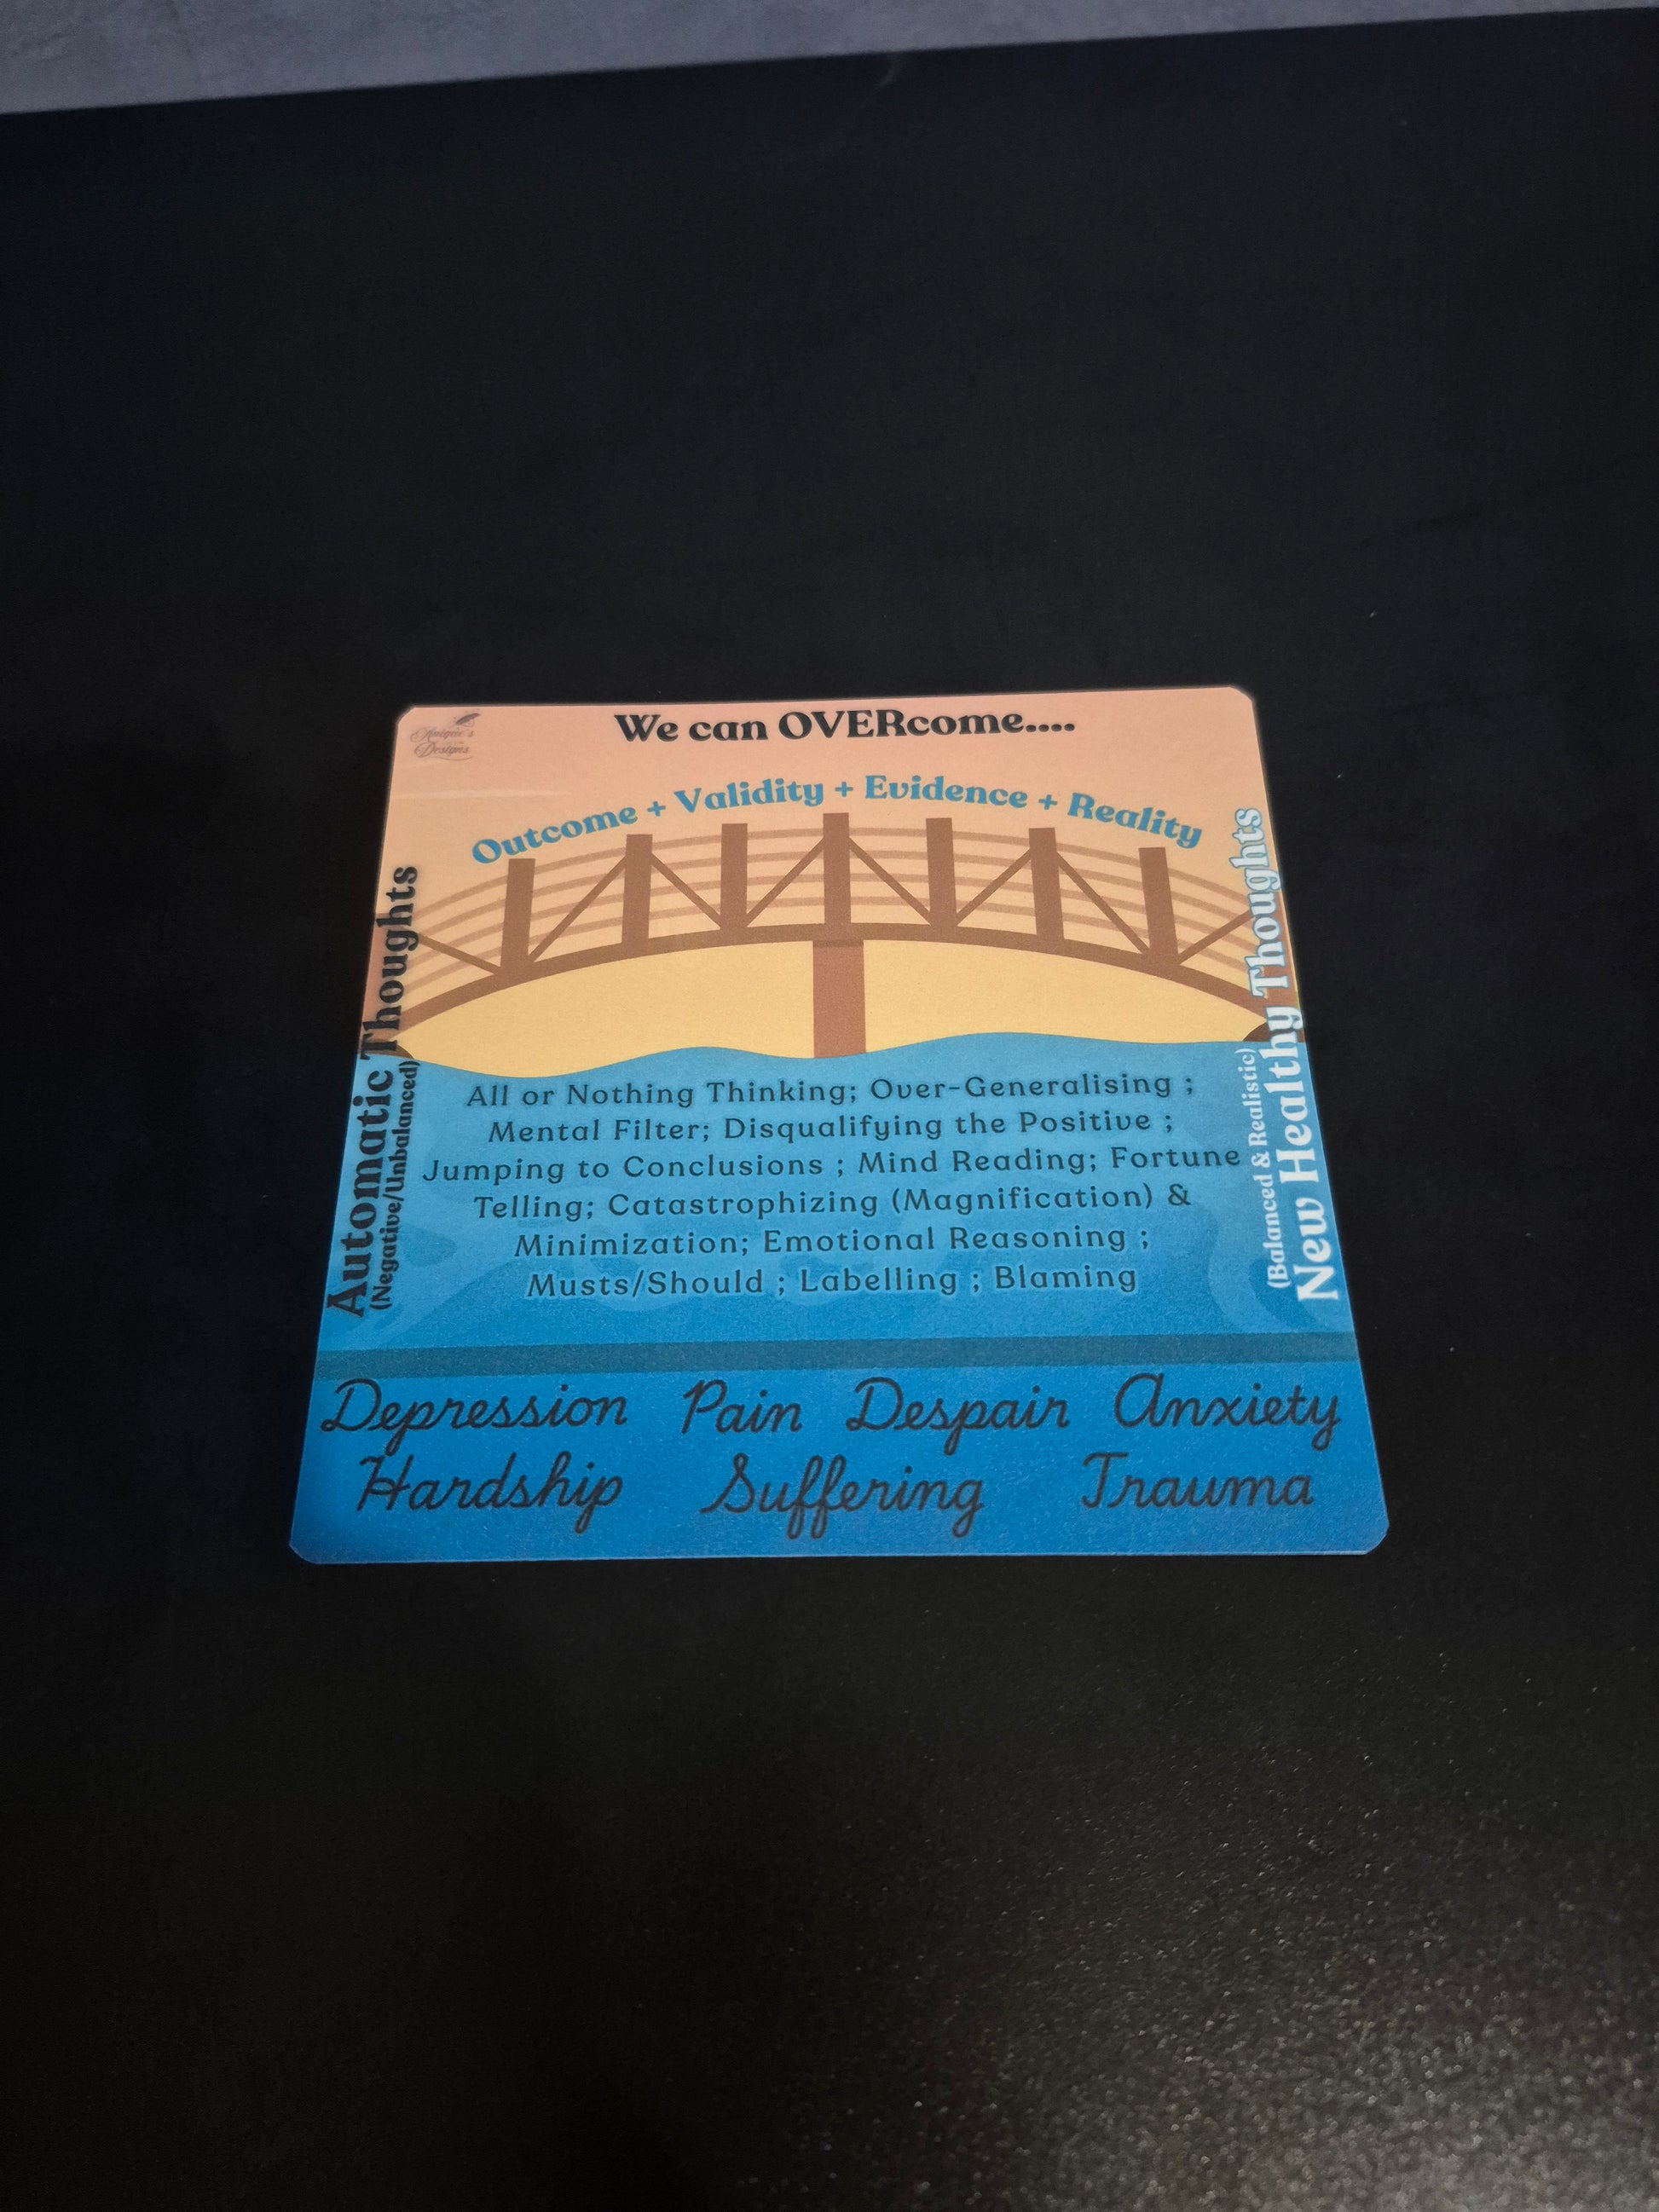 Anique's
Designs
We can OVERcome....
Outcome + Validity + Evidence + Reality
Automatic Thoughts
(Negative/Unbalanced)
(Balanced & Realistic)
New Healthy Thoughts
All or Nothing Thinking; Over-Generalising ;
Mental Filter; Disqualifying the Positive ;
Jumping to Conclusions ; Mind Reading; Fortune
Telling; Catastrophizing (Magnification) &
Minimization; Emotional Reasoning ;
Musts/Should ; Labelling ; Blaming
Depression Pain Despair Anxiety
Hardship Suffering Trauma